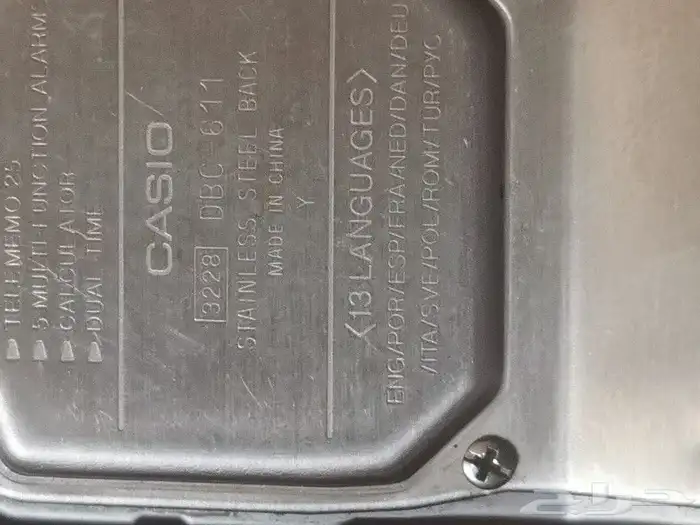 TELEMEMO 25
5 MULTI-FUNCTION ALARMS
CALCULATOR
DUAL TIME
CASIO
3228 DBC-611
STAINLESS STEEL BACK
MADE IN CHINA
Y
<13 LANGUAGES>
ENG/POR/ESP/FRA/NED/DAN/DEU
/ITA/SVE/POL/ROM/TUR/РУС